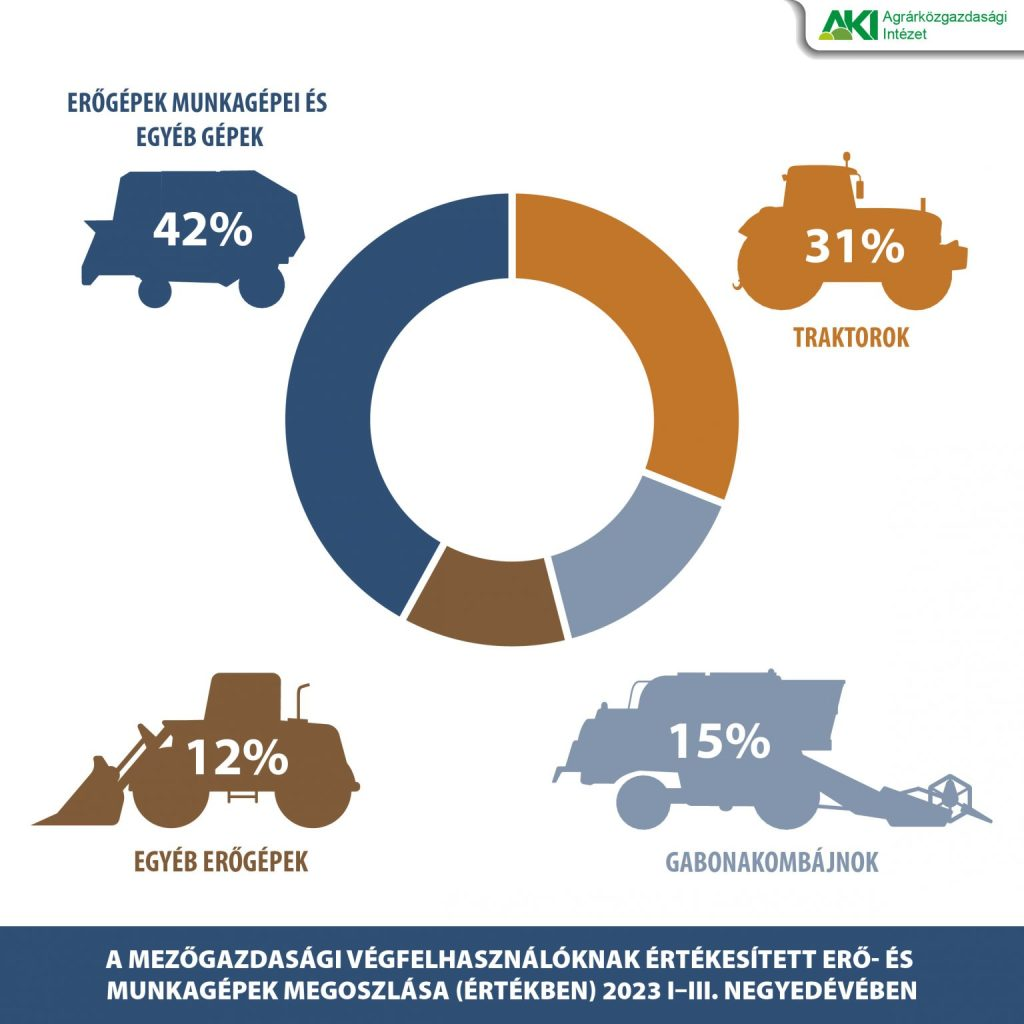 AKI Agrárközgazdasági
Intézet
ERŐGÉPEK MUNKAGÉPEI ÉS
EGYÉB GÉPEK
42%
31%
TRAKTOROK
12%
EGYÉB ERŐGÉPEK
15%
GABONAKOMBÁJNOK
A MEZŐGAZDASÁGI VÉGFELHASZNÁLÓKNAK ÉRTÉKESÍTETT ERŐ- ÉS
MUNKAGÉPEK MEGOSZLÁSA (ÉRTÉKBEN) 2023 I–III. NEGYEDÉVÉBEN